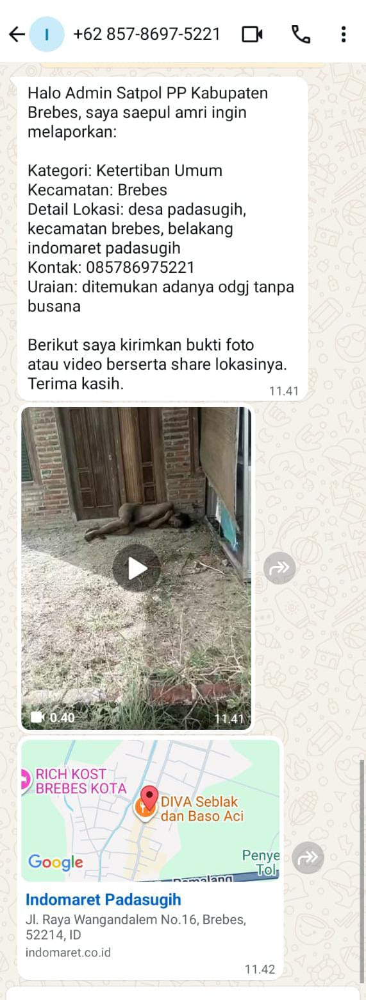 +62 857-8697-5221
I
Halo Admin Satpol PP Kabupaten
Brebes, saya saepul amri ingin
melaporkan:
Kategori: Ketertiban Umum
Kecamatan: Brebes
Detail Lokasi: desa padasugih,
kecamatan brebes, belakang
indomaret padasugih
Kontak: 085786975221
Uraian: ditemukan adanya odgj tanpa
busana
Berikut saya kirimkan bukti foto
atau video berserta share lokasinya.
Terima kasih.
11.41
0.40
11.41
RICH KOST
BREBES KOTA
DIVA Seblak
dan Baso Aci
Google
Penye
Tol
Pemalang
Indomaret Padasugih
Jl. Raya Wangandalem No.16, Brebes,
52214, ID
indomaret.co.id
11.42